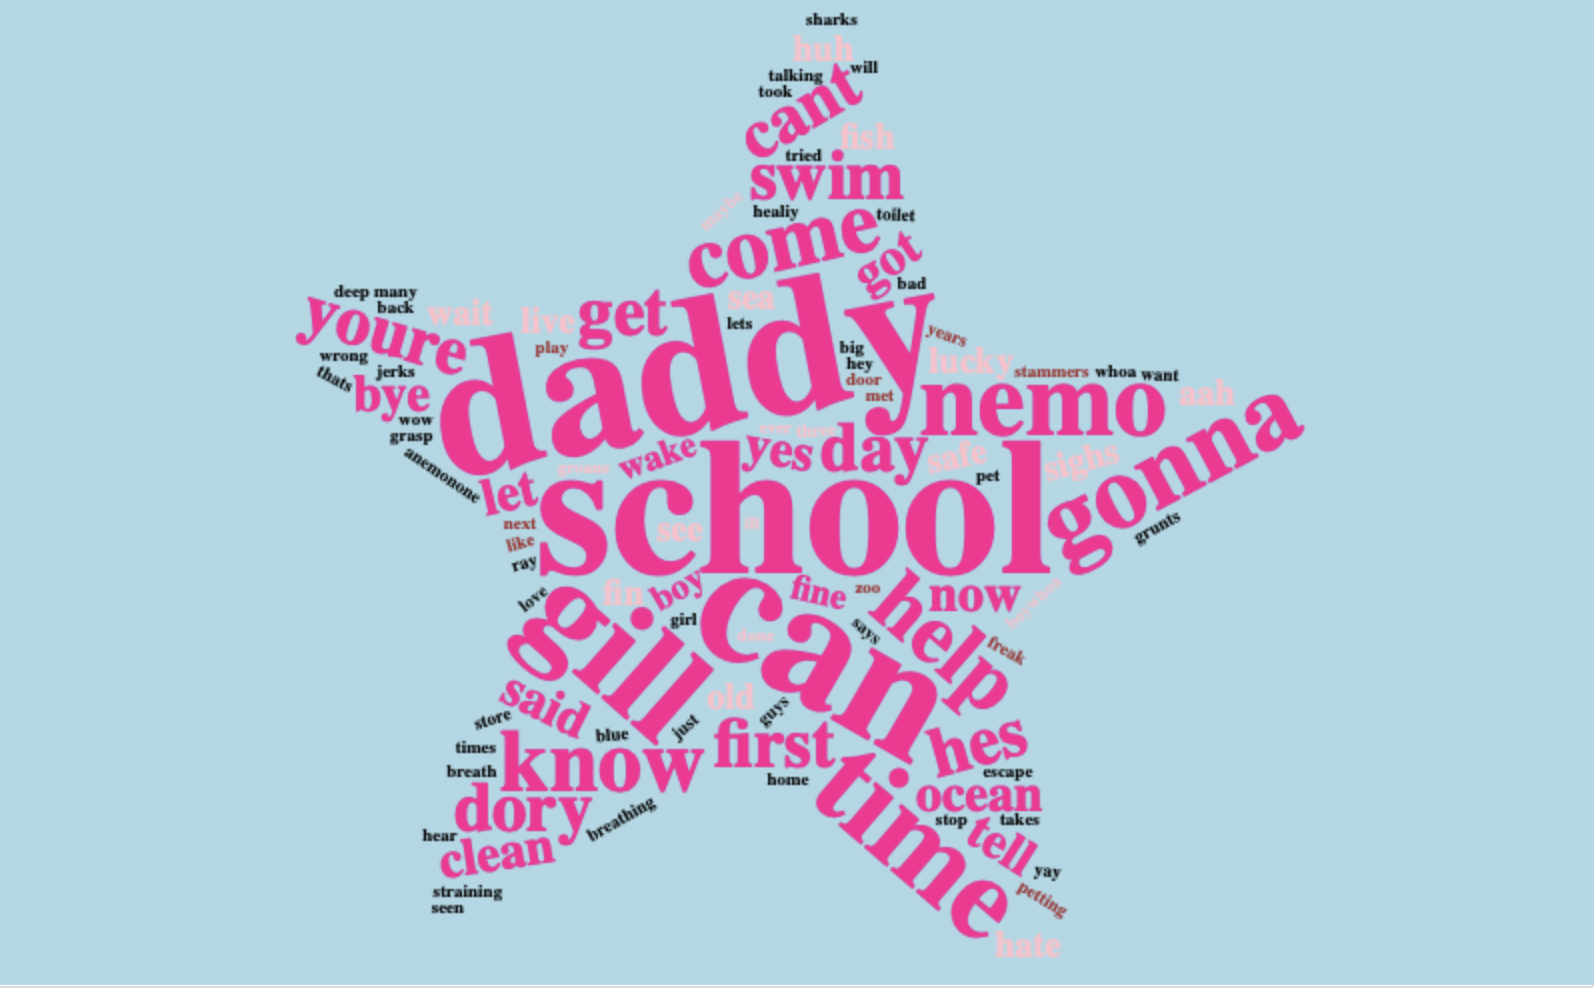 sharks
huh
talking
will
took
cant
fish
tried
swim
maybe
healiy
toilet
come
got
bad
deep many
back
wait
live
get
sea
lets
youre
daddy
years
play
big
hey
door
met
lucky
stammers
whoa
want
wrong
thats
jerks
bye
nemo
aah
wow
grasp
anemonone
wake
yes
day
safe
sighs
pet
gonna
let
school
grunts
next
like
ray
see
love
fin
boy
fine
zoo
help
now
girl
says
freak
gill
can
said
old
guys
just
store
blue
first
hes
times
know
home
escape
breath
dory
time
ocean
breathing
stop
takes
hear
clean
tell
yay
straining
seen
petting
hate